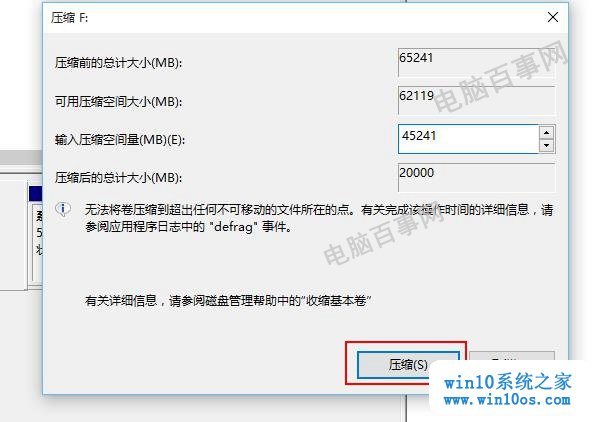 压缩 F:
压缩前的总计大小(MB):
65241
可用压缩空间大小(MB):
62119
输入压缩空间量(MB)(E):
45241
压缩后的总计大小(MB):
20000
无法将卷压缩到超出任何不可移动的文件所在的点。有关完成该操作时间的详细信息，请
参阅应用程序日志中的 "defrag" 事件。
有关详细信息，请参阅磁盘管理帮助中的“收缩基本卷”
压缩(S)
电脑百事网
电脑百事网
win10系统之家
www.win10os.com